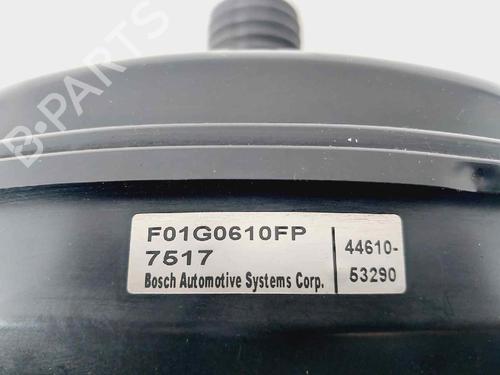 B-PARTS
F01G0610FP
7517
Bosch Automotive Systems Corp.
44610-
53290